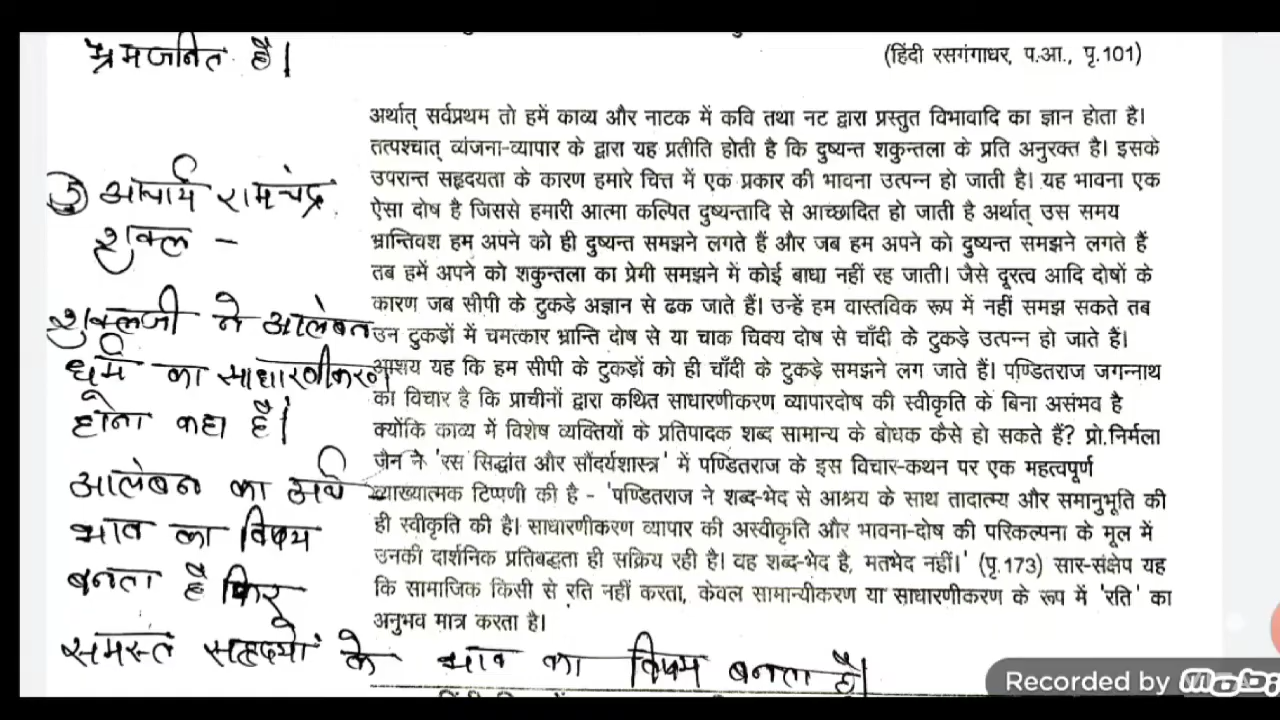 भ्रमजनित है।
(हिंदी रसगंगाधर, प.आ., पृ.101)
अर्थात् सर्वप्रथम तो हमें काव्य और नाटक में कवि तथा नट द्वारा प्रस्तुत विभावादि का ज्ञान होता है।
तत्पश्चात् व्यंजना-व्यापार के द्वारा यह प्रतीति होती है कि दुष्यन्त शकुन्तला के प्रति अनुरक्त है। इसके
उपरान्त सहृदयता के कारण हमारे चित्त में एक प्रकार की भावना उत्पन्न हो जाती है। यह भावना एक
ऐसा दोष है जिससे हमारी आत्मा कल्पित दुष्यन्तादि से आच्छादित हो जाती है अर्थात् उस समय
भ्रान्तिवश हम अपने को ही दुष्यन्त समझने लगते हैं और जब हम अपने को दुष्यन्त समझने लगते हैं
तब हमें अपने को शकुन्तला का प्रेमी समझने में कोई बाधा नहीं रह जाती। जैसे दूरत्व आदि दोषों के
कारण जब सीपी के टुकड़े अज्ञान से ढक जाते हैं। उन्हें हम वास्तविक रूप में नहीं समझ सकते तब
उन टुकड़ों में चमत्कार भ्रान्ति दोष से या चाक चिक्य दोष से चाँदी के टुकड़े उत्पन्न हो जाते हैं।
आशय यह कि हम सीपी के टुकड़ों को ही चाँदी के टुकड़े समझने लग जाते हैं। पण्डितराज जगन्नाथ
का विचार है कि प्राचीनों द्वारा कथित साधारणीकरण व्यापारदोष की स्वीकृति के बिना असंभव है
क्योंकि काव्य में विशेष व्यक्तियों के प्रतिपादक शब्द सामान्य के बोधक कैसे हो सकते हैं? प्रो.निर्मला
जैन ने 'रस सिद्धांत और सौंदर्यशास्त्र' में पण्डितराज के इस विचार-कथन पर एक महत्वपूर्ण
व्याख्यात्मक टिप्पणी की है - 'पण्डितराज ने शब्द-भेद से आश्रय के साथ तादात्म्य और समानुभूति की
ही स्वीकृति की है। साधारणीकरण व्यापार की अस्वीकृति और भावना-दोष की परिकल्पना के मूल में
उनकी दार्शनिक प्रतिबद्धता ही सक्रिय रही है। वह शब्द-भेद है, मतभेद नहीं।' (पृ.173) सार-संक्षेप यह
कि सामाजिक किसी से रति नहीं करता, केवल सामान्यीकरण या साधारणीकरण के रूप में 'रति' का
अनुभव मात्र करता है।
आचार्य रामचंद्र
शुक्ल -
शुक्लजी ने आलंबन
धर्म का साधारणीकरण
होना कहा है।
आलंबन का अर्थ
भाव का विषय
बनता है फिर
समस्त सहृदयों के भाव का विषय बनता है।
Recorded by Mobi